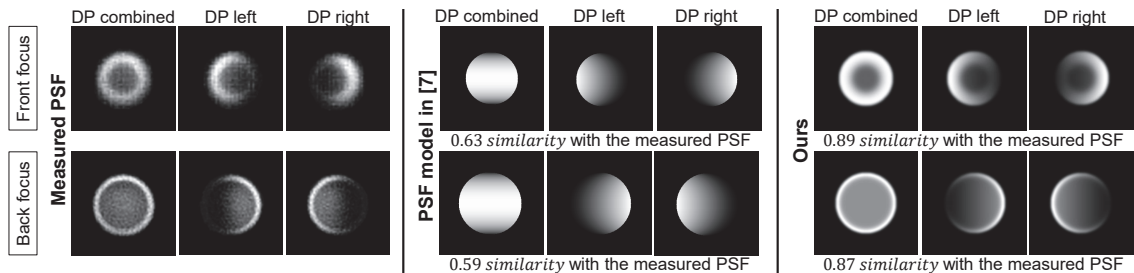 DP combined DP left DP right
Front focus
Back focus
Measured PSF
DP combined DP left DP right
PSF model in [7]
0.63 similarity with the measured PSF
0.59 similarity with the measured PSF
DP combined DP left DP right
Ours
0.89 similarity with the measured PSF
0.87 similarity with the measured PSF